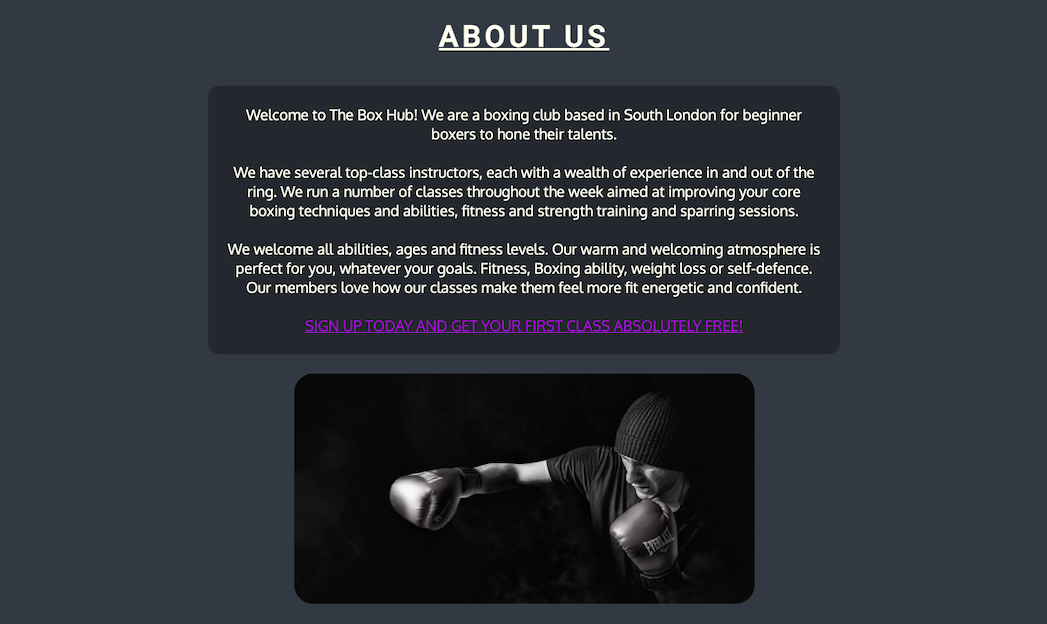 ABOUT US
Welcome to The Box Hub! We are a boxing club based in South London for beginner
boxers to hone their talents.
We have several top-class instructors, each with a wealth of experience in and out of the
ring. We run a number of classes throughout the week aimed at improving your core
boxing techniques and abilities, fitness and strength training and sparring sessions.
We welcome all abilities, ages and fitness levels. Our warm and welcoming atmosphere is
perfect for you, whatever your goals. Fitness, Boxing ability, weight loss or self-defence.
Our members love how our classes make them feel more fit energetic and confident.
SIGN UP TODAY AND GET YOUR FIRST CLASS ABSOLUTELY FREE!
EVERLAST